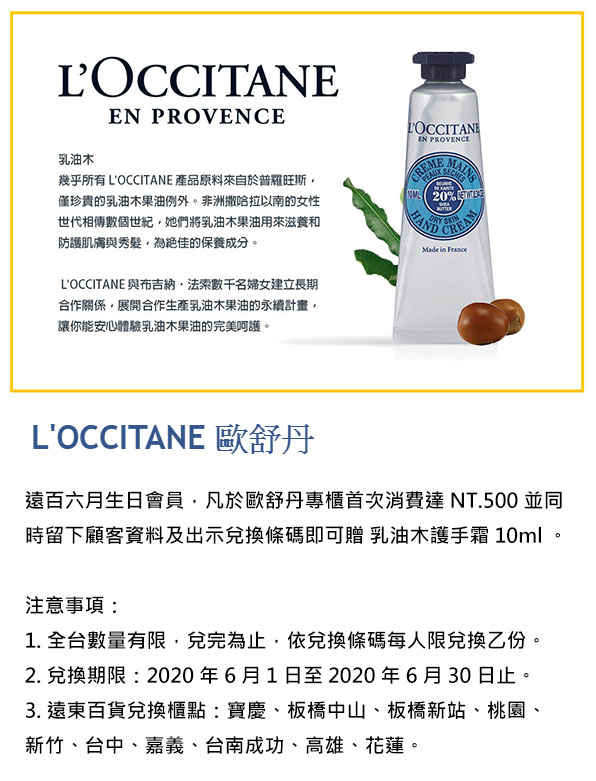 L'OCCITANE
EN PROVENCE
乳油木
幾乎所有 L'OCCITANE 產品原料來自於普羅旺斯，
僅珍貴的乳油木果油例外。非洲撒哈拉以南的女性
世代相傳數個世紀，她們將乳油木果油用來滋養和
防護肌膚與秀髮，為絕佳的保養成分。
L'OCCITANE 與布吉納・法索數千名婦女建立長期
合作關係，展開合作生產乳油木果油的永續計畫，
讓你能安心體驗乳油木果油的完美呵護。
L'OCCITANE
EN PROVENCE
CREME MAINS
PEAUX SECHES
BEURRE
DE KARITE
20%
SHEA
BUTTER
DRY SKIN
HAND CREAM
Made in France
L'OCCITANE 歐舒丹
遠百六月生日會員，凡於歐舒丹專櫃首次消費達 NT.500 並同
時留下顧客資料及出示兌換條碼即可贈 乳油木護手霜 10ml 。
注意事項：
1. 全台數量有限，兌完為止，依兌換條碼每人限兌換乙份。
2. 兌換期限：2020 年 6 月 1 日至 2020 年 6 月 30 日止。
3. 遠東百貨兌換櫃點：寶慶、板橋中山、板橋新站、桃園、
新竹、台中、嘉義、台南成功、高雄、花蓮。